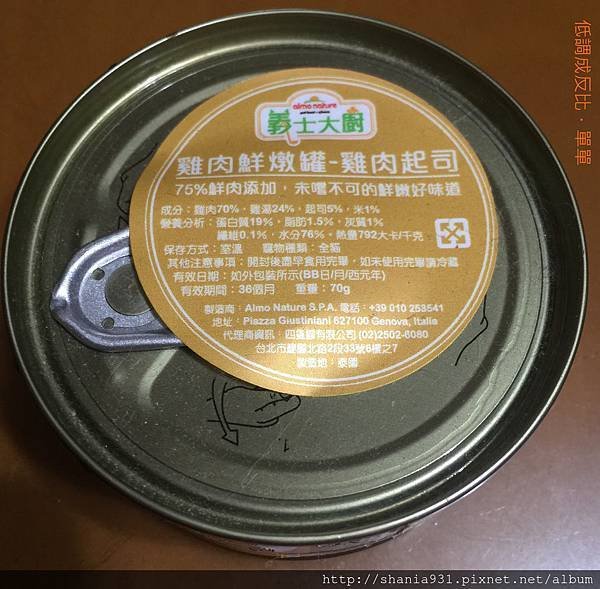 低調成反比．單單
almo nature
義士大廚
雞肉鮮燉罐-雞肉起司
75%鮮肉添加，未嚐不可的鮮嫩好味道
成分：雞肉70%，雞湯24%，起司5%，米1%
營養分析：蛋白質19%，脂肪1.5%，灰質1%
纖維0.1%，水分76%，熱量792大卡/千克
保存方式：室溫　寵物種類：全貓
其他注意事項：開封後盡早食用完畢，如未使用完畢請冷藏
有效日期：如外包裝所示(BB日/月/西元年)
有效期間：36個月　重量：70g
製造商：Almo Nature S.P.A. 電話：+39 010 253541
地址：Piazza Giustiniani 627100 Genova, Italia
代理商資訊：四賓國有限公司 (02)2502-6080
台北市建國北路2段33號6樓之7
製造地：泰國
1.
http://shania931.pixnet.net/album